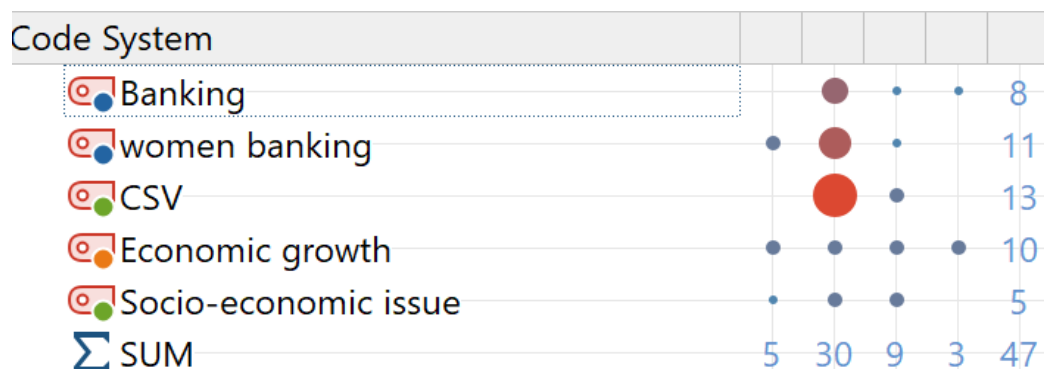 Code System
Banking 8
women banking 11
CSV 13
Economic growth 10
Socio-economic issue 5
Σ SUM 5 30 9 3 47